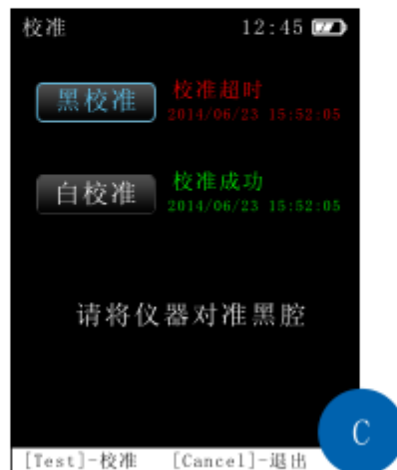 校准 12:45
黑校准 校准超时
2014/06/23 15:52:05
白校准 校准成功
2014/06/23 15:52:05
请将仪器对准黑腔
C
[Test]-校准 [Cancel]-退出